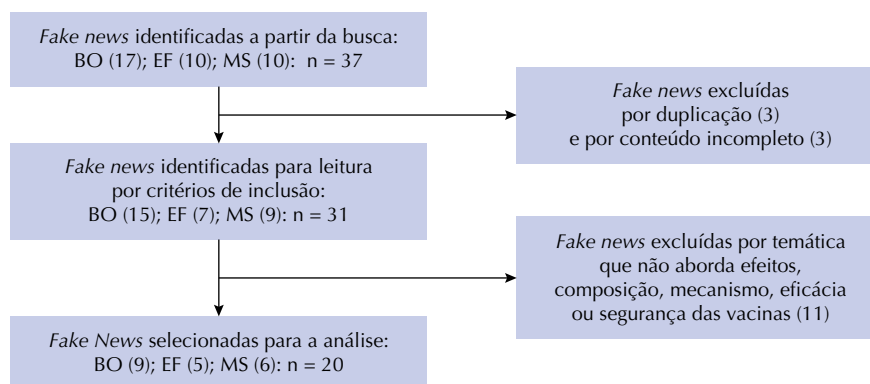 Fake news identificadas a partir da busca:
BO (17); EF (10); MS (10): n = 37
Fake news excluídas
por duplicação (3)
e por conteúdo incompleto (3)
Fake news identificadas para leitura
por critérios de inclusão:
BO (15); EF (7); MS (9): n = 31
Fake news excluídas por temática
que não aborda efeitos,
composição, mecanismo, eficácia
ou segurança das vacinas (11)
Fake News selecionadas para a análise:
BO (9); EF (5); MS (6): n = 20